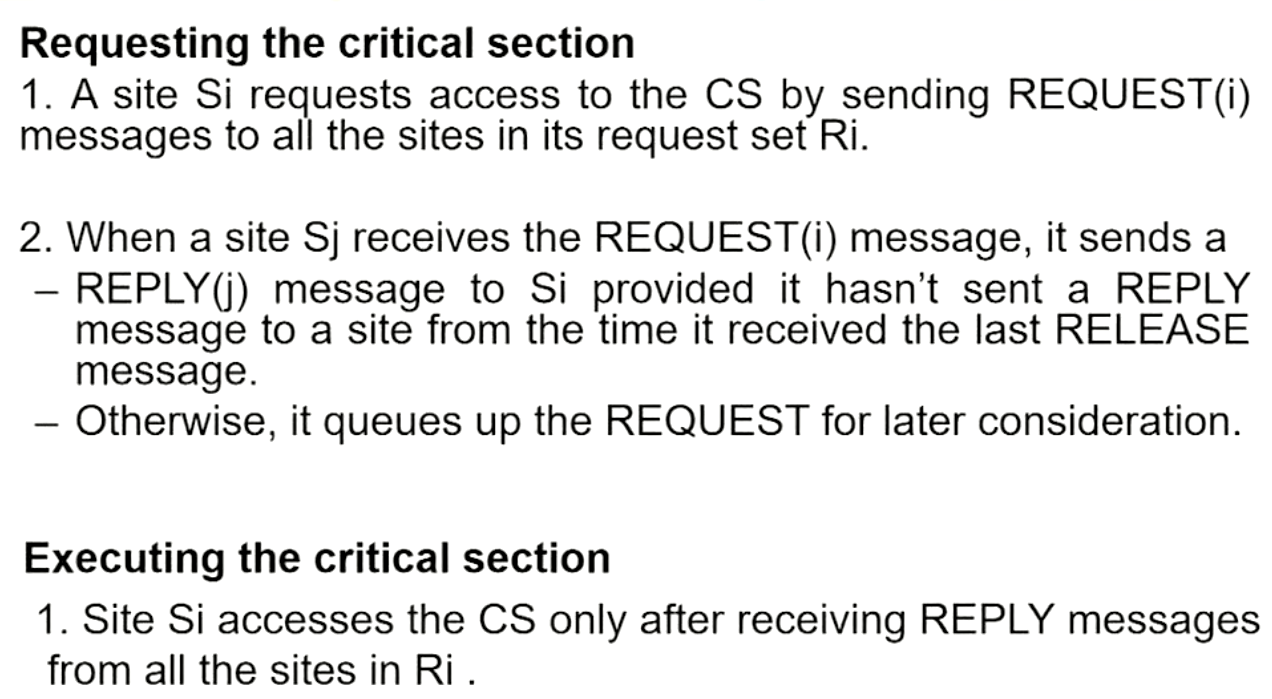 Requesting the critical section
1. A site Si requests access to the CS by sending REQUEST(i)
messages to all the sites in its request set Ri.
2. When a site Sj receives the REQUEST(i) message, it sends a
– REPLY(j) message to Si provided it hasn't sent a REPLY
message to a site from the time it received the last RELEASE
message.
– Otherwise, it queues up the REQUEST for later consideration.
Executing the critical section
1. Site Si accesses the CS only after receiving REPLY messages
from all the sites in Ri .